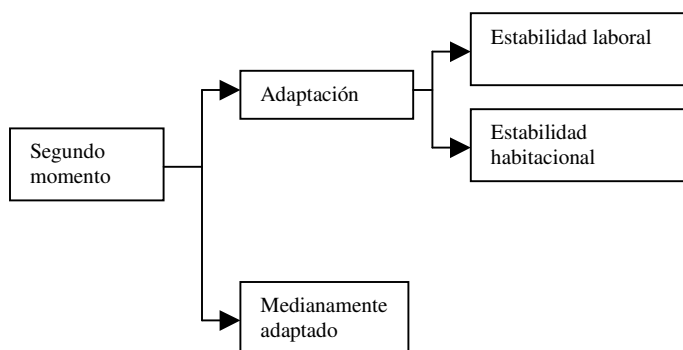 Segundo
momento
Adaptación
Estabilidad laboral
Estabilidad
habitacional
Medianamente
adaptado